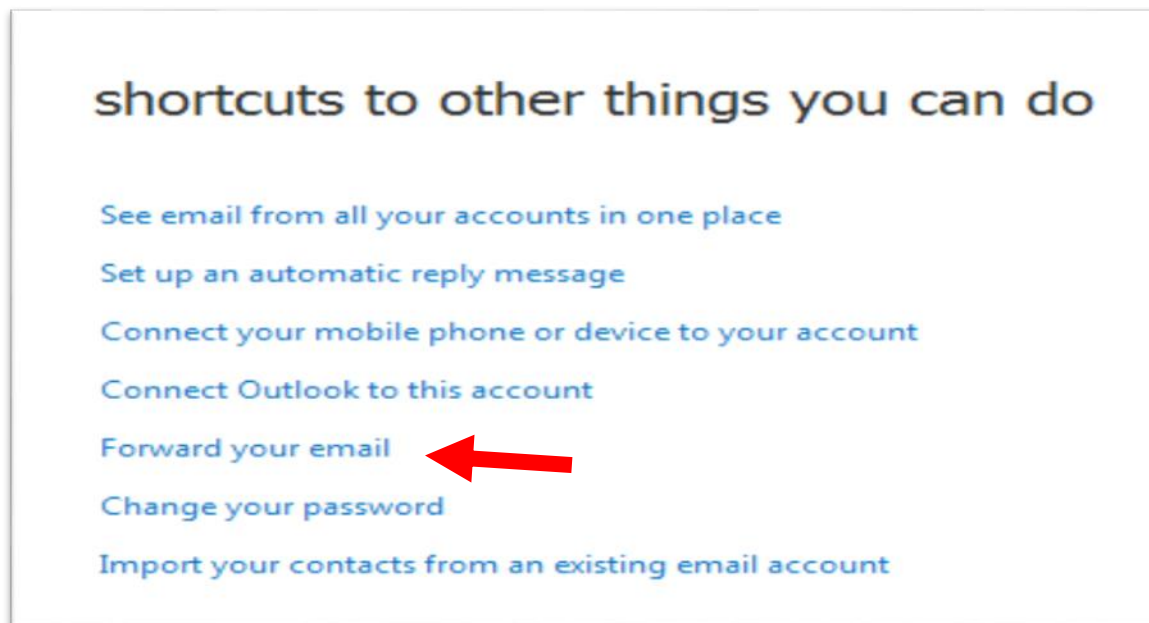 shortcuts to other things you can do
See email from all your accounts in one place
Set up an automatic reply message
Connect your mobile phone or device to your account
Connect Outlook to this account
Forward your email
Change your password
Import your contacts from an existing email account